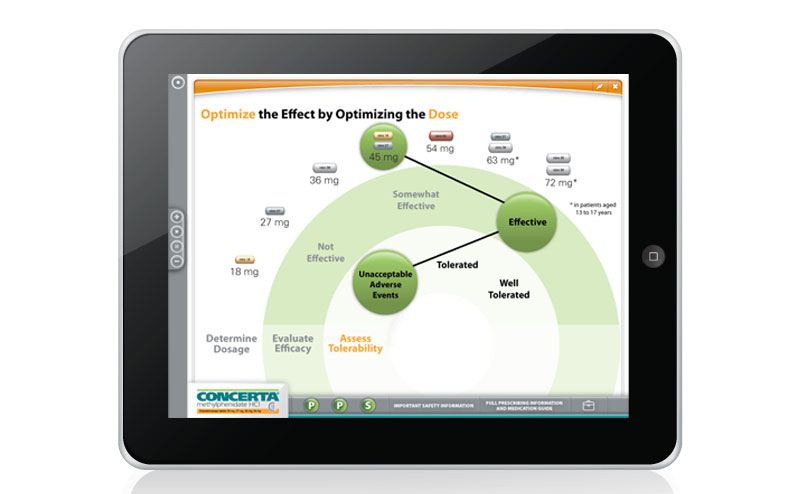 Optimize the Effect by Optimizing the Dose
45 mg
54 mg
63 mg*
36 mg
72 mg*
* in patients aged
13 to 17 years
Somewhat
Effective
27 mg
Effective
Not
Effective
18 mg
Tolerated
Unacceptable
Adverse
Events
Well
Tolerated
Determine
Dosage
Evaluate
Efficacy
Assess
Tolerability
CONCERTA
methylphenidate HCl
P
P
S
IMPORTANT SAFETY INFORMATION
FULL PRESCRIBING INFORMATION
AND MEDICATION GUIDE